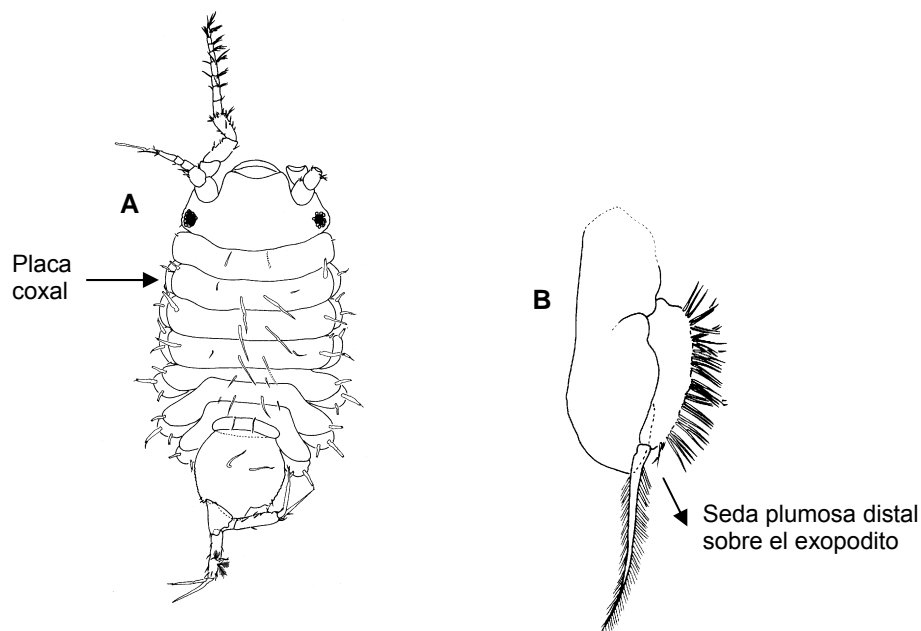 A
Placa
coxal
B
Seda plumosa distal
sobre el exopodito